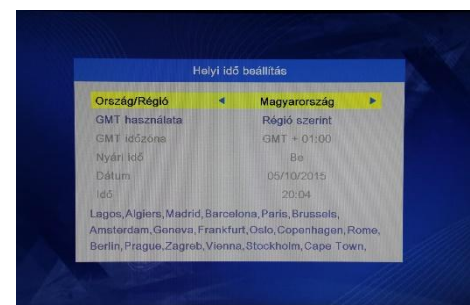 Helyi idő beállítás
Ország/Régió Magyarország
GMT használata Régió szerint
GMT időzóna GMT + 01:00
Nyári Idő Be
Dátum 05/10/2015
Idő 20:04
Lagos,Algiers,Madrid,Barcelona,Paris,Brussels,
Amsterdam,Geneva,Frankfurt,Oslo,Copenhagen,Rome,
Berlin,Prague,Zagreb,Vienna,Stockholm,Cape Town,